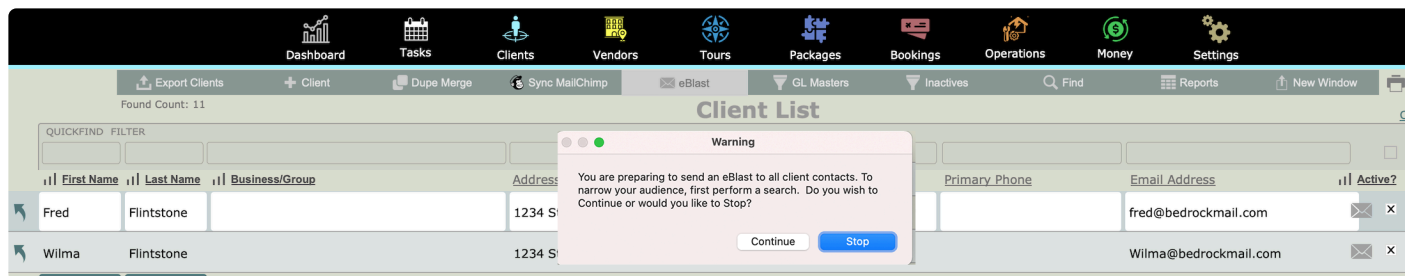 Dashboard Tasks Clients Vendors Tours Packages Bookings Operations Money Settings
Export Clients Client Dupe Merge Sync MailChimp eBlast GL Masters Inactives Find Reports New Window
Found Count: 11
Client List
QUICKFIND FILTER
Warning
You are preparing to send an eBlast to all client contacts. To
narrow your audience, first perform a search. Do you wish to
Continue or would you like to Stop?
Continue Stop
First Name Last Name Business/Group Address Primary Phone Email Address Active?
Fred Flintstone 1234 S fred@bedrockmail.com X
Wilma Flintstone 1234 S Wilma@bedrockmail.com X